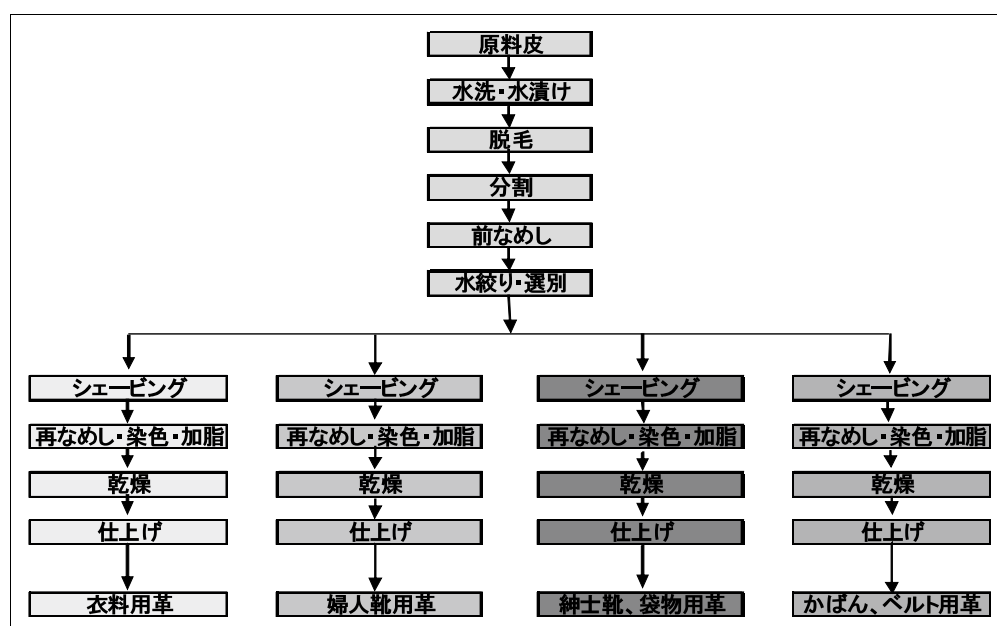 原料皮
水洗・水漬け
脱毛
分割
前なめし
水絞り・選別
シェービング
シェービング
シェービング
シェービング
再なめし・染色・加脂
再なめし・染色・加脂
再なめし・染色・加脂
再なめし・染色・加脂
乾燥
乾燥
乾燥
乾燥
仕上げ
仕上げ
仕上げ
仕上げ
衣料用革
婦人靴用革
紳士靴、袋物用革
かばん、ベルト用革